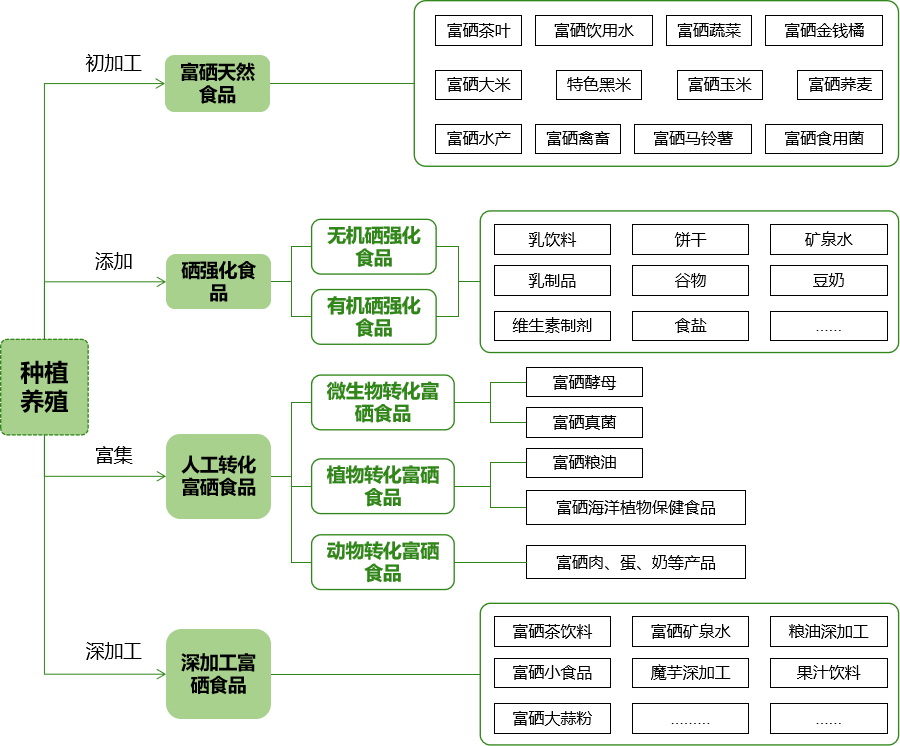 种植
养殖
初加工
富硒天然
食品
富硒茶叶
富硒饮用水
富硒蔬菜
富硒金钱橘
富硒大米
特色黑米
富硒玉米
富硒荞麦
富硒水产
富硒禽畜
富硒马铃薯
富硒食用菌
添加
硒强化食
品
无机硒强化
食品
有机硒强化
食品
乳饮料
饼干
矿泉水
乳制品
谷物
豆奶
维生素制剂
食盐
......
富集
人工转化
富硒食品
微生物转化富
硒食品
富硒酵母
富硒真菌
植物转化富硒
食品
富硒粮油
富硒海洋植物保健食品
动物转化富硒
食品
富硒肉、蛋、奶等产品
深加工
深加工富
硒食品
富硒茶饮料
富硒矿泉水
粮油深加工
富硒小食品
魔芋深加工
果汁饮料
富硒大蒜粉
.........
......